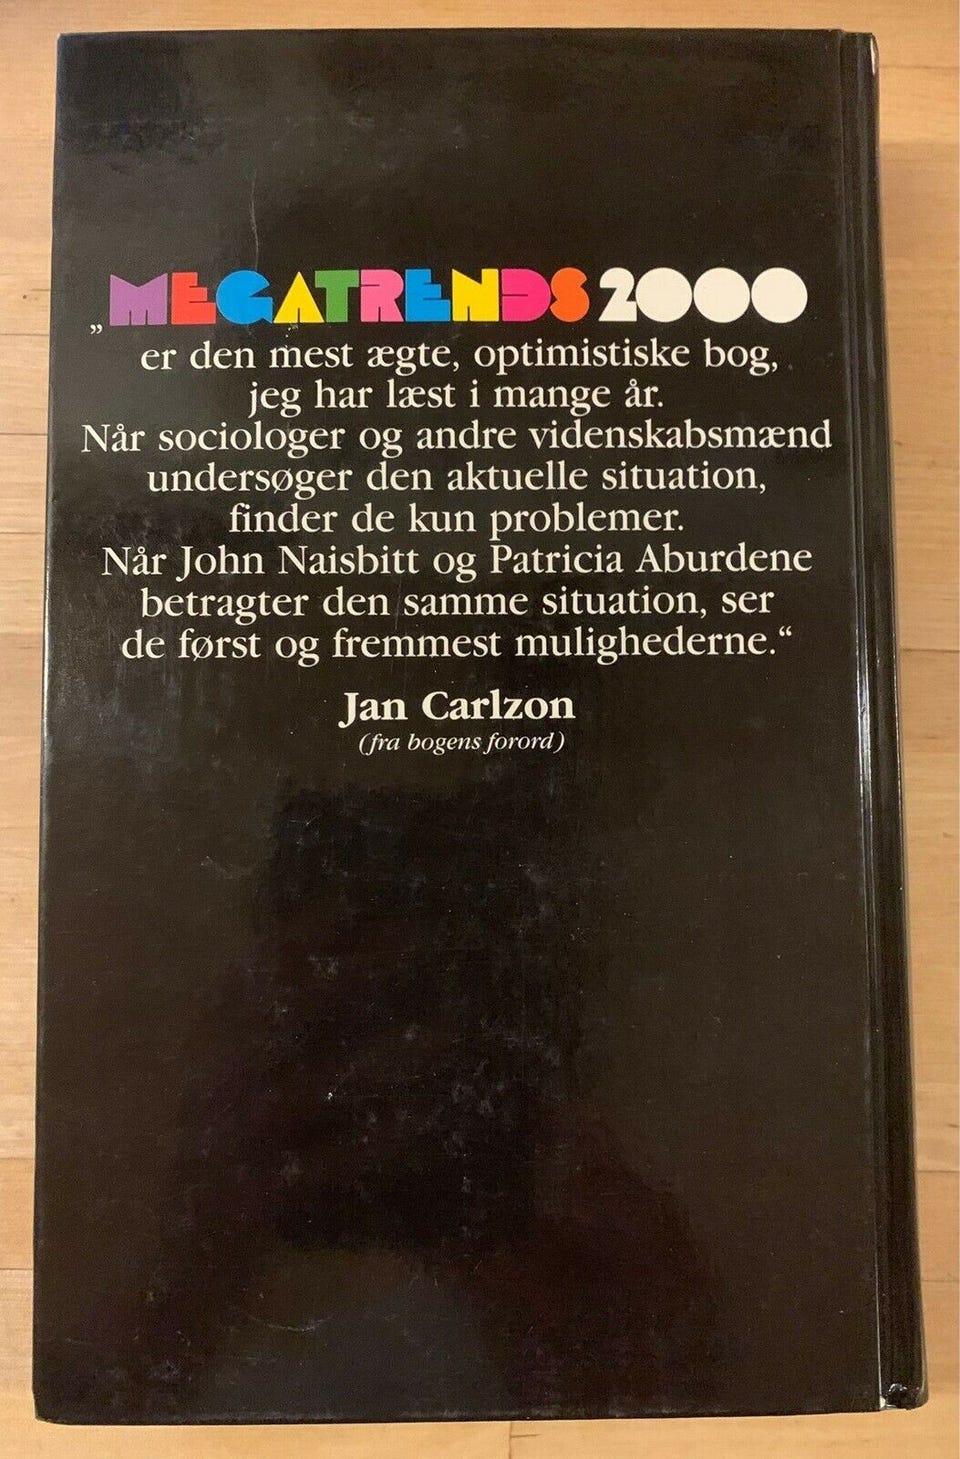 „MEGATRENDS 2000
er den mest ægte, optimistiske bog,
jeg har læst i mange år.
Når sociologer og andre videnskabsmænd
undersøger den aktuelle situation,
finder de kun problemer.
Når John Naisbitt og Patricia Aburdene
betragter den samme situation, ser
de først og fremmest mulighederne.“
Jan Carlzon
(fra bogens forord)